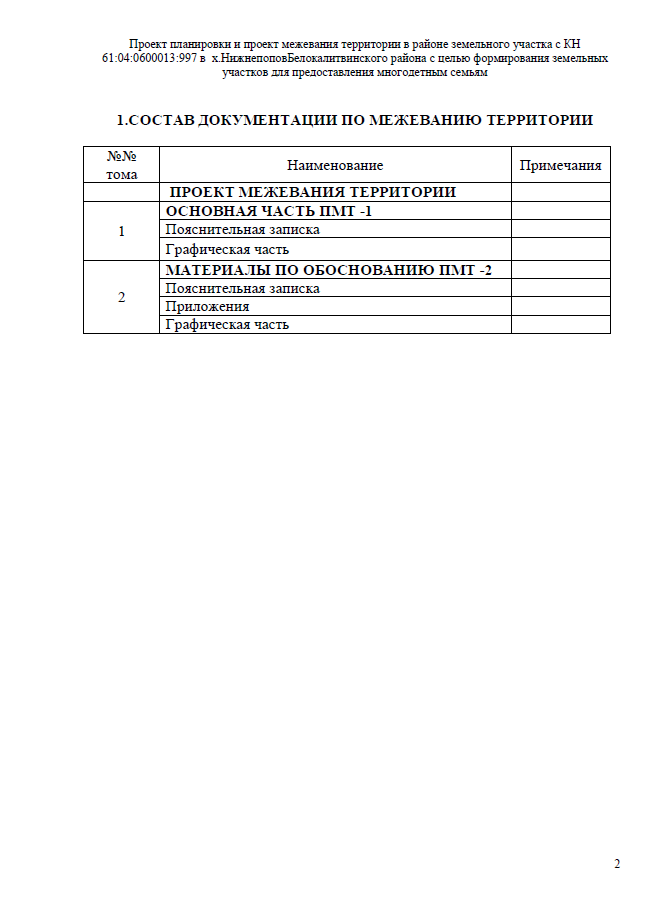 Проект планировки и проект межевания территории в районе земельного участка с КН
61:04:0600013:997 в х.НижнепоповБелокалитвинского района с целью формирования земельных
участков для предоставления многодетным семьям
1.СОСТАВ ДОКУМЕНТАЦИИ ПО МЕЖЕВАНИЮ ТЕРРИТОРИИ
№№
тома
Наименование
Примечания
ПРОЕКТ МЕЖЕВАНИЯ ТЕРРИТОРИИ
1
ОСНОВНАЯ ЧАСТЬ ПМТ -1
Пояснительная записка
Графическая часть
2
МАТЕРИАЛЫ ПО ОБОСНОВАНИЮ ПМТ -2
Пояснительная записка
Приложения
Графическая часть
2